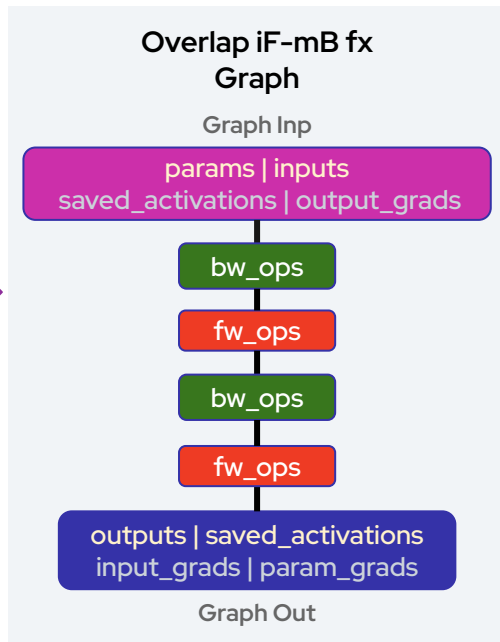 Overlap iF-mB fx
Graph
Graph Inp
params | inputs
saved_activations | output_grads
bw_ops
fw_ops
bw_ops
fw_ops
outputs | saved_activations
input_grads | param_grads
Graph Out